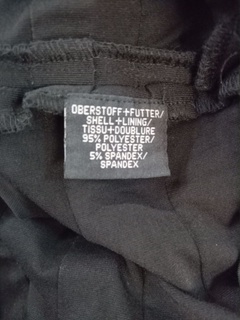 OBERSTOFF+FUTTER/
SHELL+LINING/
TISSU+DOUBLURE
95% POLYESTER/
POLYESTER
5% SPANDEX/
SPANDEX